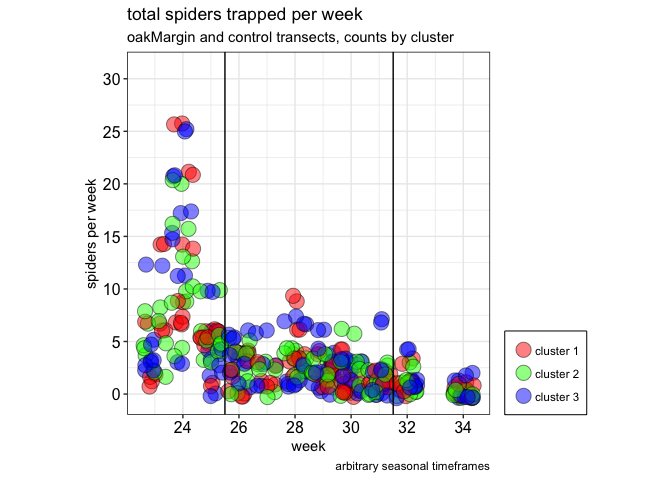 total spiders trapped per week
oakMargin and control transects, counts by cluster
30
25
20
15
10
5
0
spiders per week
24
26
28
30
32
34
week
cluster 1
cluster 2
cluster 3
arbitrary seasonal timeframes